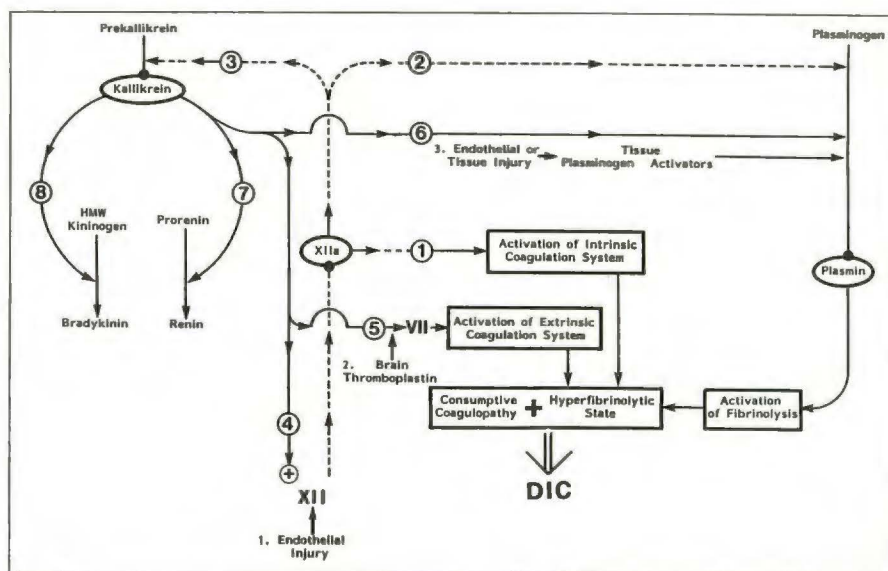 Prekallikrein
Plasminogen
3
2
Kallikrein
6
3. Endothelial or
Tissue Injury
Tissue
Plasminogen Activators
8
7
HMW
Kininogen
Prorenin
XIIa
1
Activation of Intrinsic
Coagulation System
Plasmin
Bradykinin
Renin
5
VII
Activation of Extrinsic
Coagulation System
2. Brain
Thromboplastin
4
Consumptive
Coagulopathy
+
Hyperfibrinolytic
State
Activation
of Fibrinolysis
+
XII
DIC
1. Endothelial
Injury